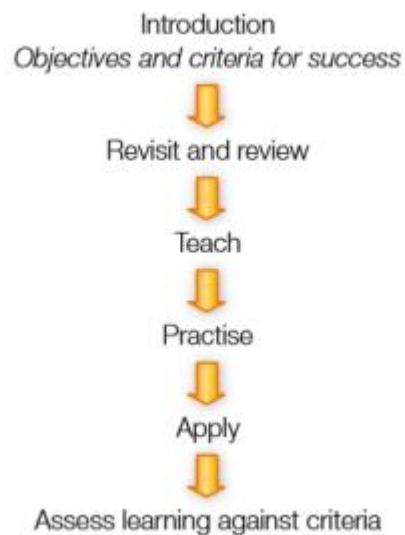 Introduction
Objectives and criteria for success
Revisit and review
Teach
Practise
Apply
Assess learning against criteria